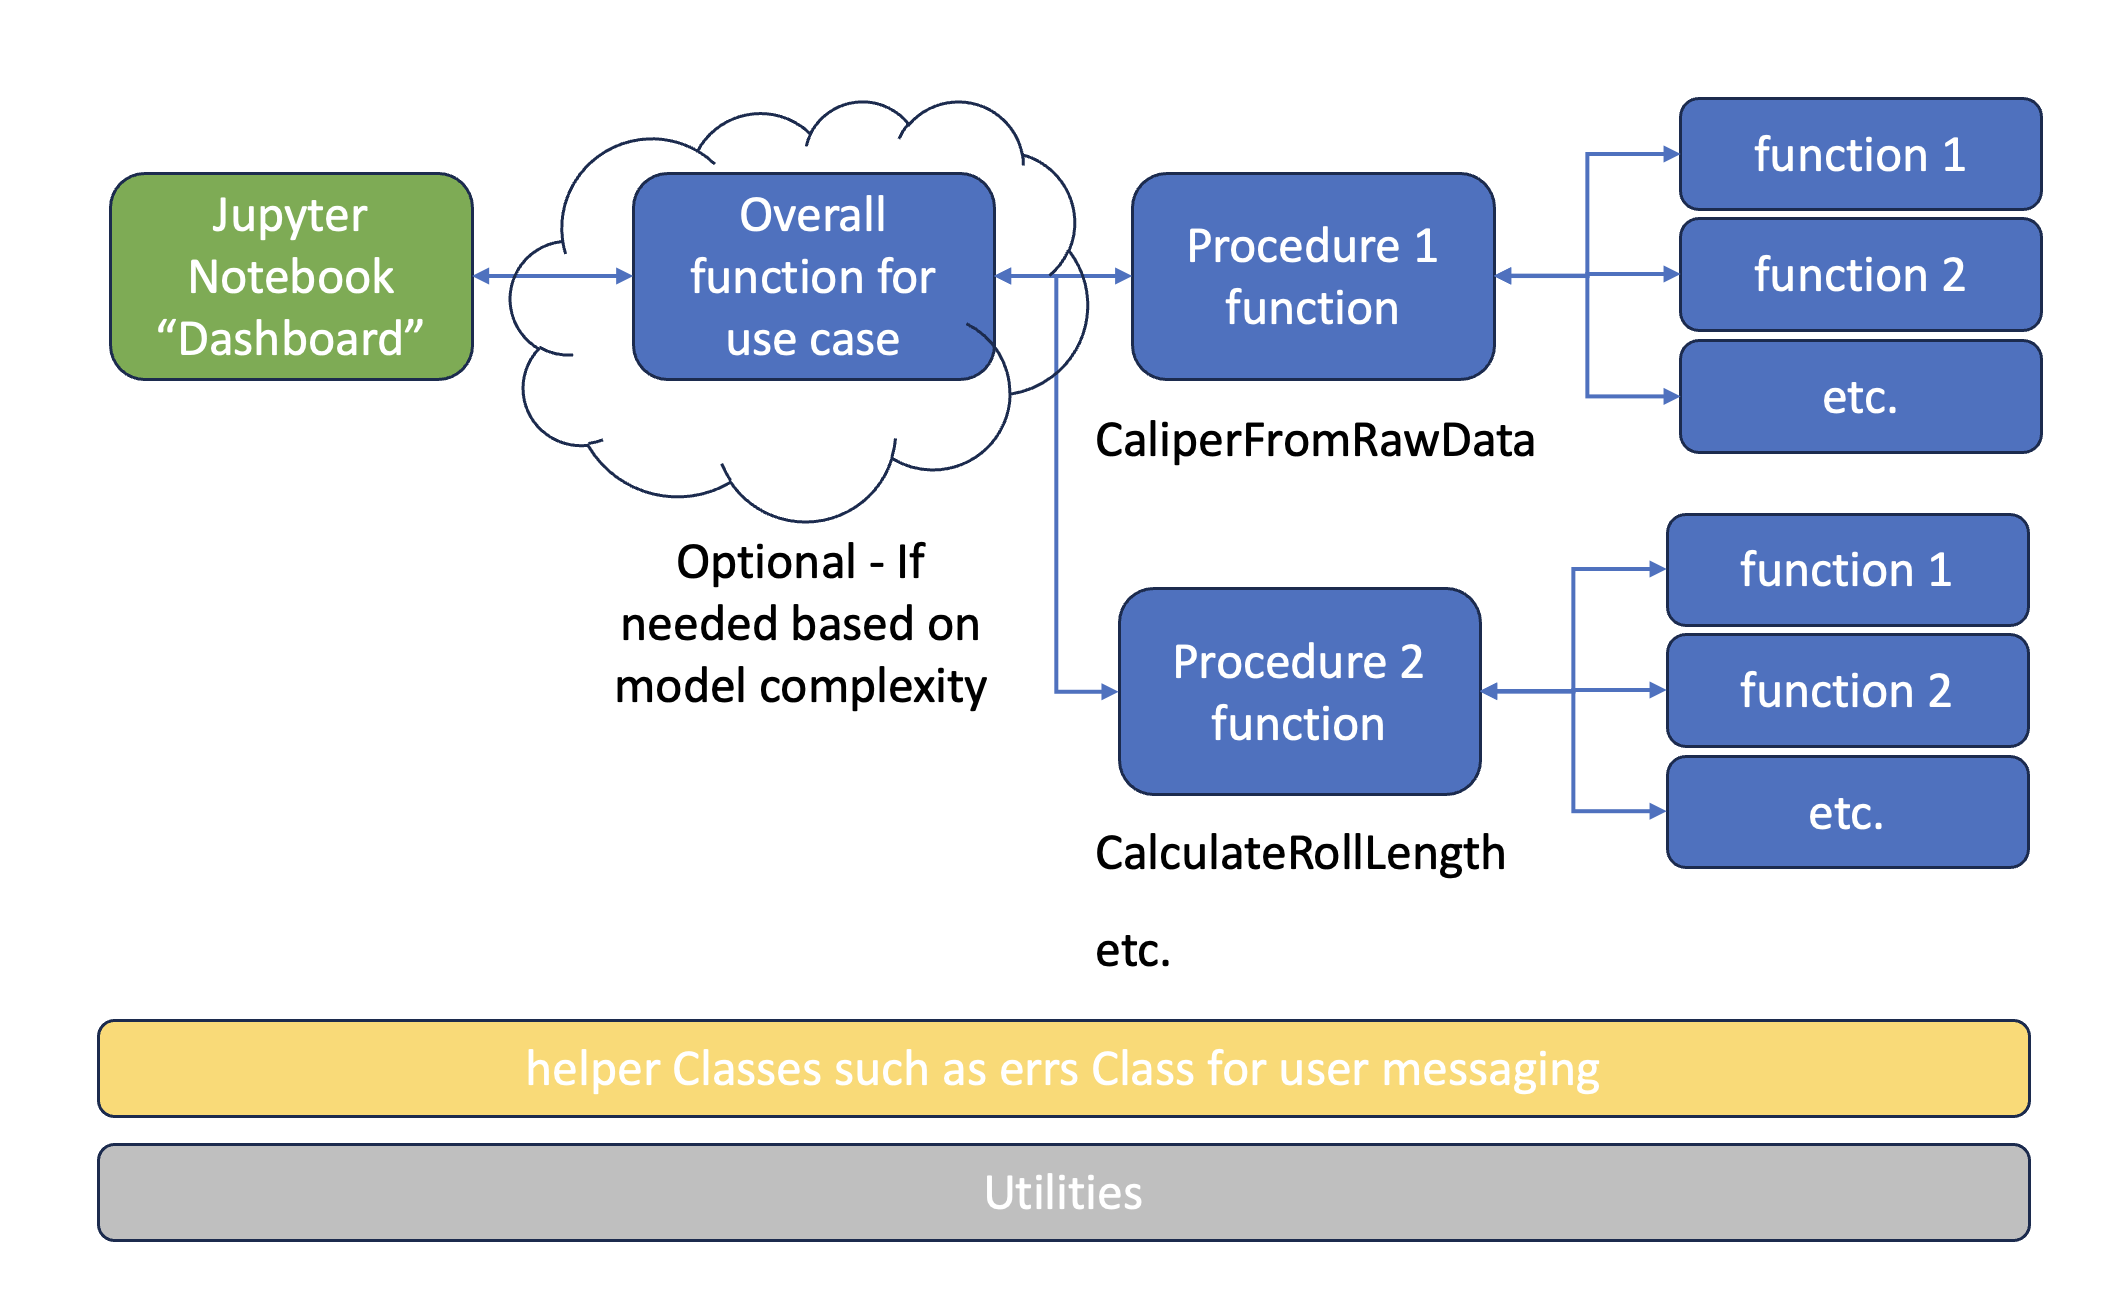 Jupyter
Notebook
“Dashboard”
Overall
function for
use case
Optional - If
needed based on
model complexity
Procedure 1
function
CaliperFromRawData
function 1
function 2
etc.
Procedure 2
function
CalculateRollLength
etc.
function 1
function 2
etc.
helper Classes such as errs Class for user messaging
Utilities